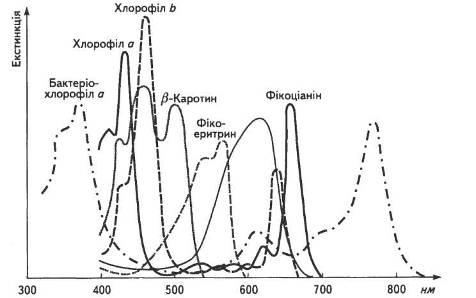 Екстинкція
Хлорофіл b
Хлорофіл a
Бактеріо-
хлорофіл a
β-Каротин
Фіко-
еритрин
Фікоціанін
300 400 500 600 700 800 нм